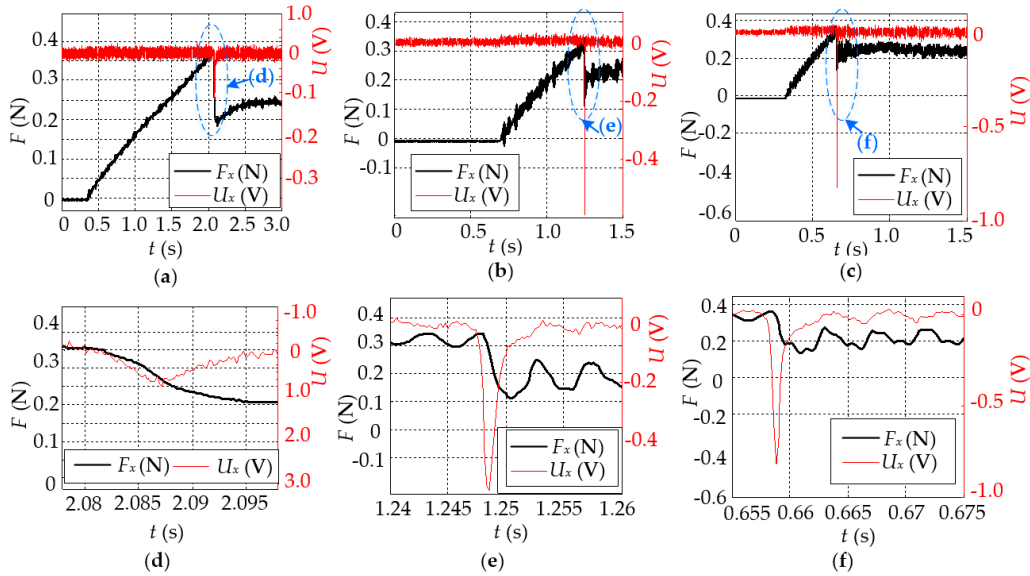 1.0
0.4
0.3
0.2
0.1
0
F (N)
0
-0.1
-0.2
-0.3
U (V)
(d)
Fx (N)
Ux (V)
0.0 0.5 1.0 1.5 2.0 2.5 3.0
t (s)
(a)
0.4
0.3
0.2
0.1
0
-0.1
F (N)
0
-0.2
-0.4
U (V)
(e)
Fx (N)
Ux (V)
0 0.5 1.0 1.5
t (s)
(b)
0.4
0.2
0
-0.2
-0.4
-0.6
F (N)
0
-0.5
-1.0
U (V)
(f)
Fx (N)
Ux (V)
0 0.5 1.0 1.5
t (s)
(c)
0.4
0.3
0.2
0.1
0
F (N)
-1.0
0
1.0
2.0
3.0
U (V)
Fx (N) Ux (V)
2.08 2.085 2.09 2.095
t (s)
(d)
0.4
0.3
0.2
0.1
0
-0.1
F (N)
0
-0.2
-0.4
U (V)
Fx (N)
Ux (V)
1.24 1.245 1.250 1.256 1.26
t (s)
(e)
0.4
0.2
0
-0.2
-0.4
-0.6
F (N)
0
-0.5
-1.0
U (V)
Fx (N)
Ux (V)
0.655 0.66 0.665 0.67 0.675
t (s)
(f)